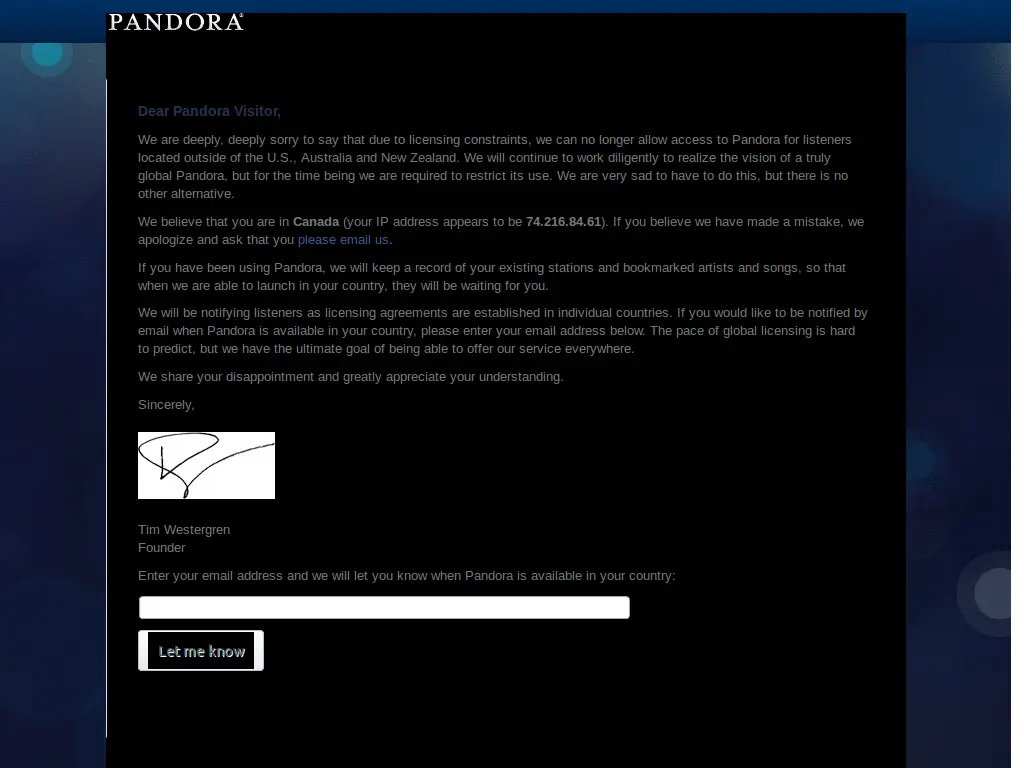 PANDORA®
Dear Pandora Visitor,
We are deeply, deeply sorry to say that due to licensing constraints, we can no longer allow access to Pandora for listeners
located outside of the U.S., Australia and New Zealand. We will continue to work diligently to realize the vision of a truly
global Pandora, but for the time being we are required to restrict its use. We are very sad to have to do this, but there is no
other alternative.
We believe that you are in Canada (your IP address appears to be 74.216.84.61). If you believe we have made a mistake, we
apologize and ask that you please email us.
If you have been using Pandora, we will keep a record of your existing stations and bookmarked artists and songs, so that
when we are able to launch in your country, they will be waiting for you.
We will be notifying listeners as licensing agreements are established in individual countries. If you would like to be notified by
email when Pandora is available in your country, please enter your email address below. The pace of global licensing is hard
to predict, but we have the ultimate goal of being able to offer our service everywhere.
We share your disappointment and greatly appreciate your understanding.
Sincerely,
Tim Westergren
Founder
Enter your email address and we will let you know when Pandora is available in your country:
Let me know